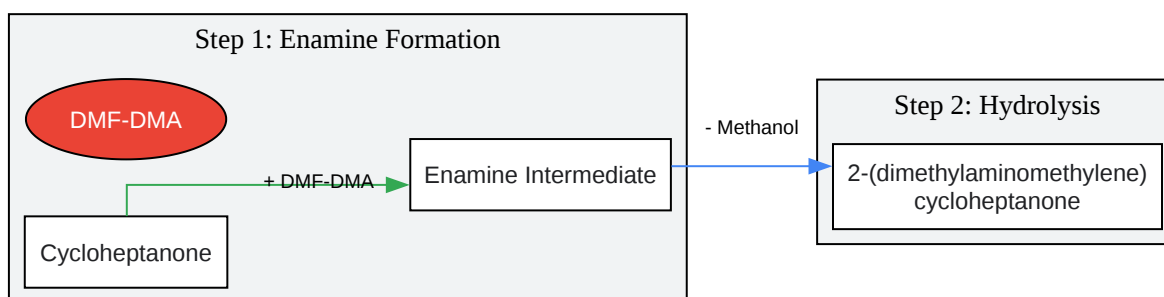 Step 1: Enamine Formation
DMF-DMA
+ DMF-DMA
Cycloheptanone
Enamine Intermediate
- Methanol
Step 2: Hydrolysis
2-(dimethylaminomethylene)
cycloheptanone